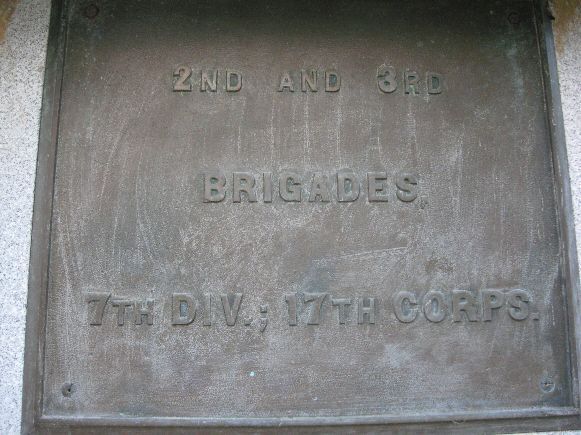 2ND AND 3RD
BRIGADES,
7TH DIV.; 17TH CORPS.